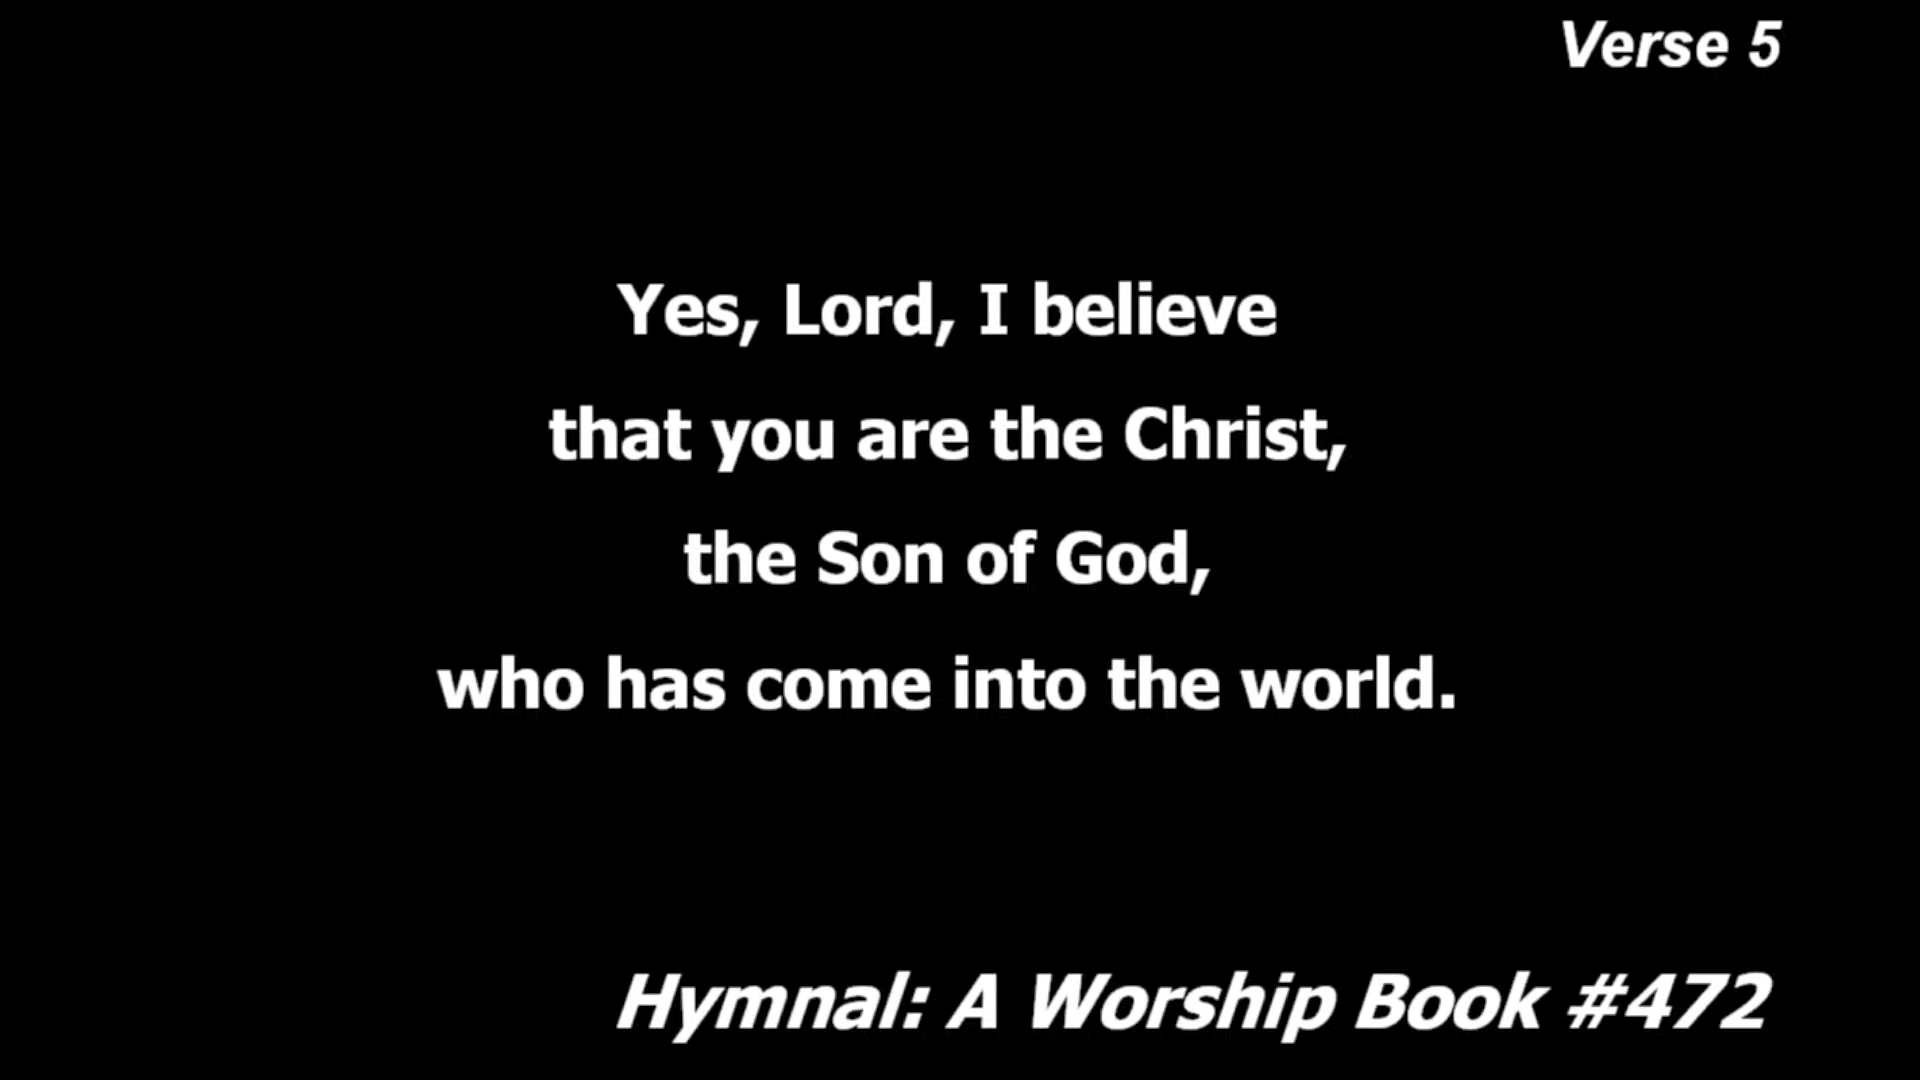 Verse 5
Yes, Lord, I believe
that you are the Christ,
the Son of God,
who has come into the world.
Hymnal: A Worship Book #472